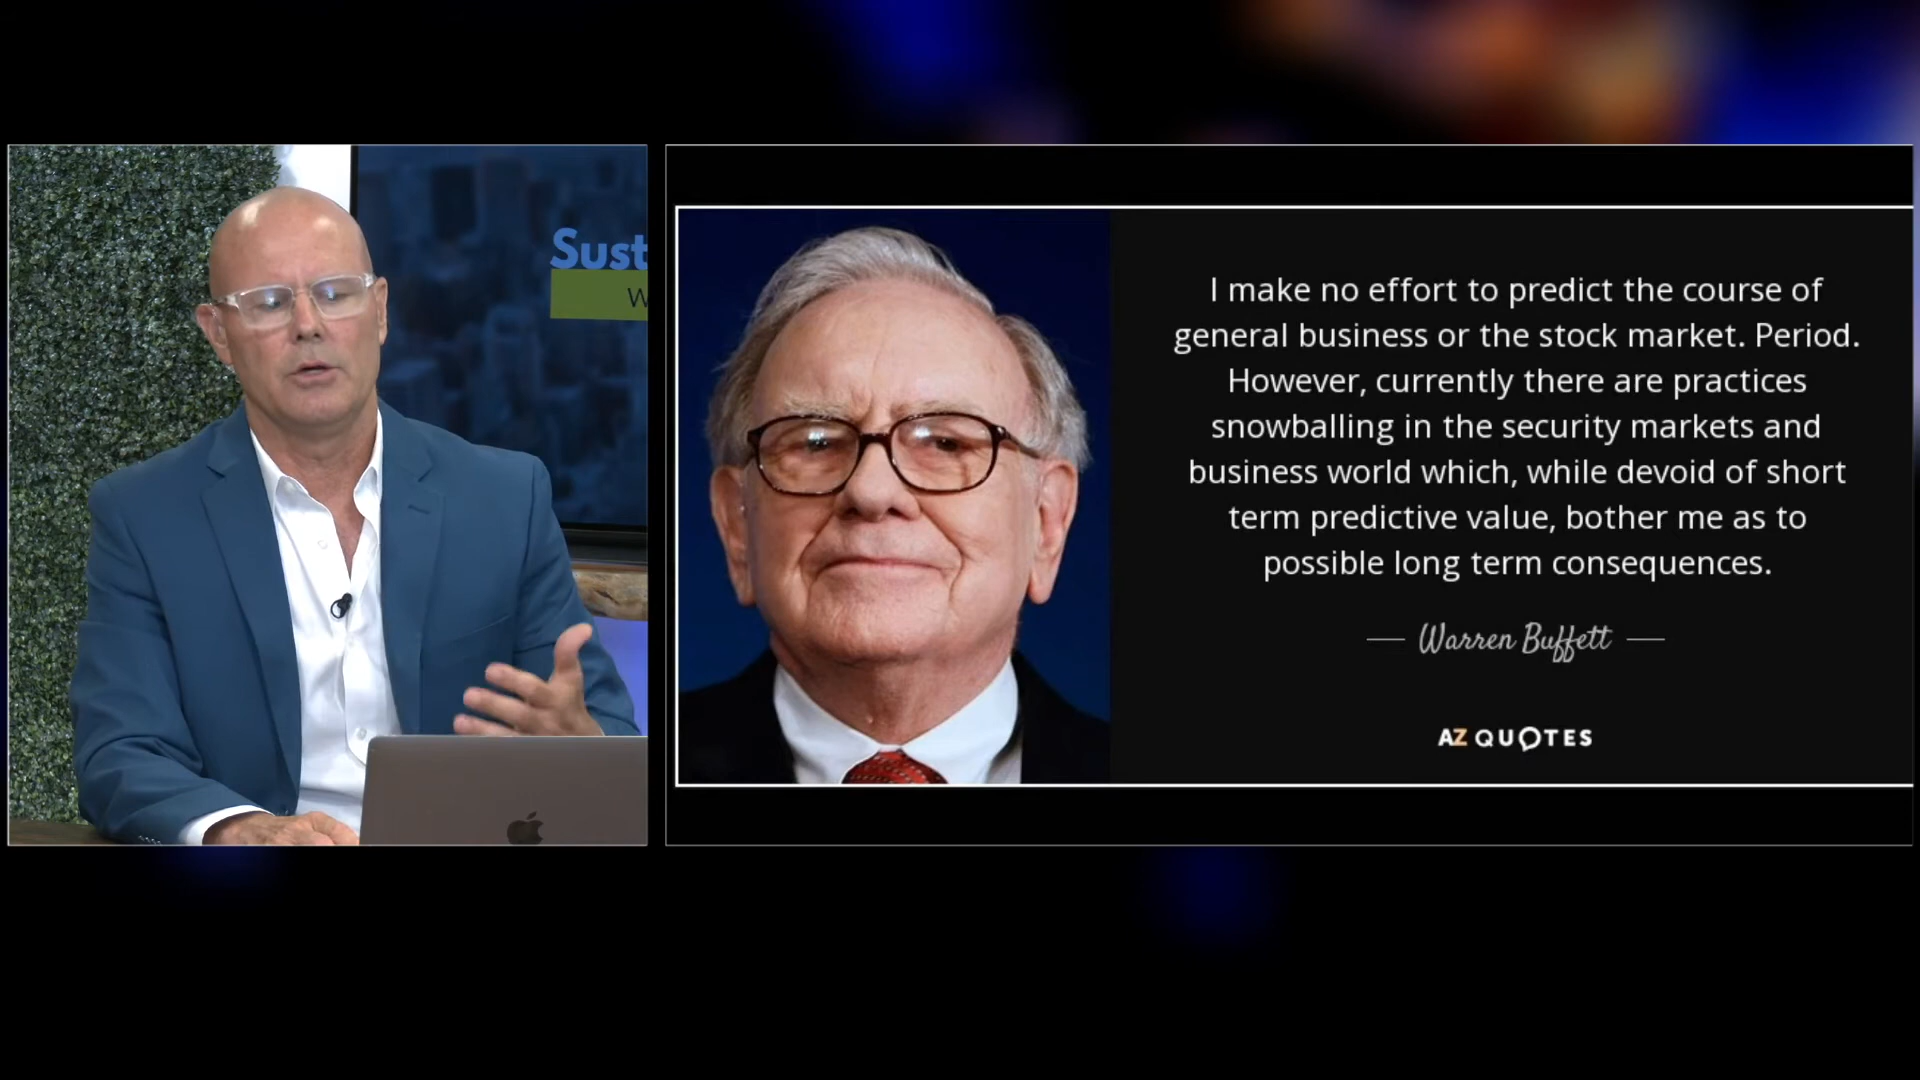 Sust
W
I make no effort to predict the course of
general business or the stock market. Period.
However, currently there are practices
snowballing in the security markets and
business world which, while devoid of short
term predictive value, bother me as to
possible long term consequences.
Warren Buffett
AZ QUOTES